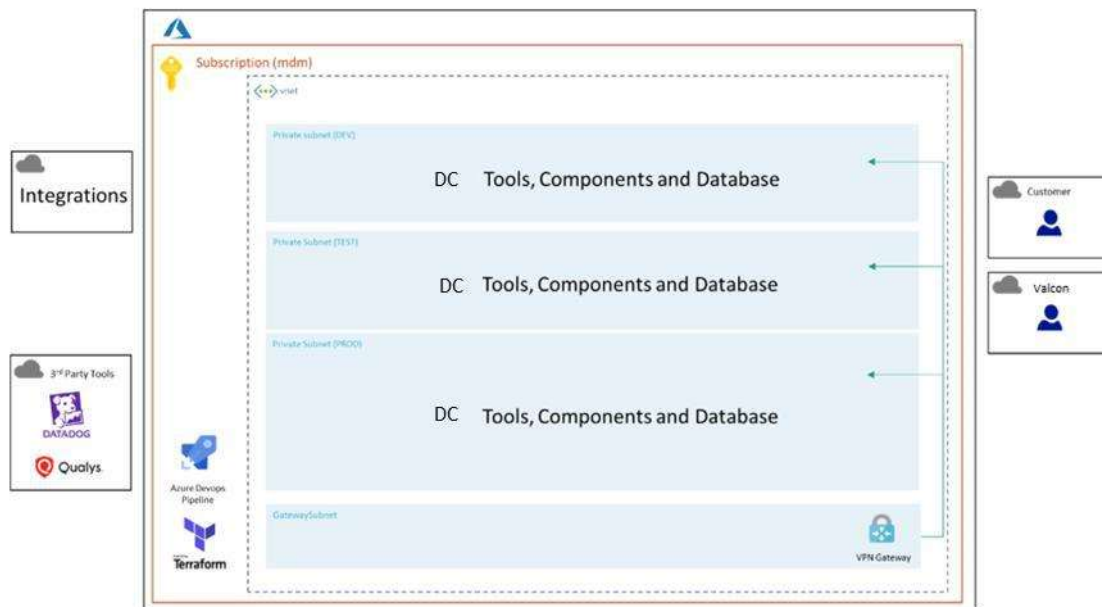 Subscription (mdm)
vnet
Private subnet (DEV)
DC Tools, Components and Database
Integrations
Customer
Private Subnet (TEST)
DC Tools, Components and Database
Valcon
Private Subnet (PROD)
3rd Party Tools
DATADOG
Qualys.
DC Tools, Components and Database
Azure Devops
Pipeline
GatewaySubnet
VPN Gateway
Terraform